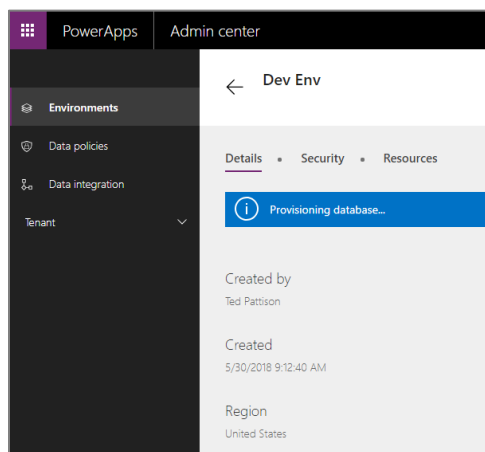 PowerApps Admin center
Environments
Data policies
Data integration
Tenant
Dev Env
Details • Security • Resources
Provisioning database...
Created by
Ted Pattison
Created
5/30/2018 9:12:40 AM
Region
United States